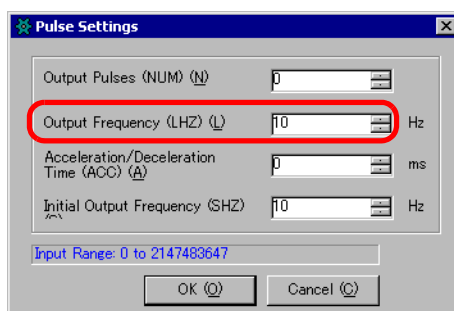 Pulse Settings
Output Pulses (NUM) (N) 0
Output Frequency (LHZ) (L) 10 Hz
Acceleration/Deceleration
Time (ACC) (A) 0 ms
Initial Output Frequency (SHZ) 10 Hz
Input Range: 0 to 2147483647
OK (O) Cancel (C)